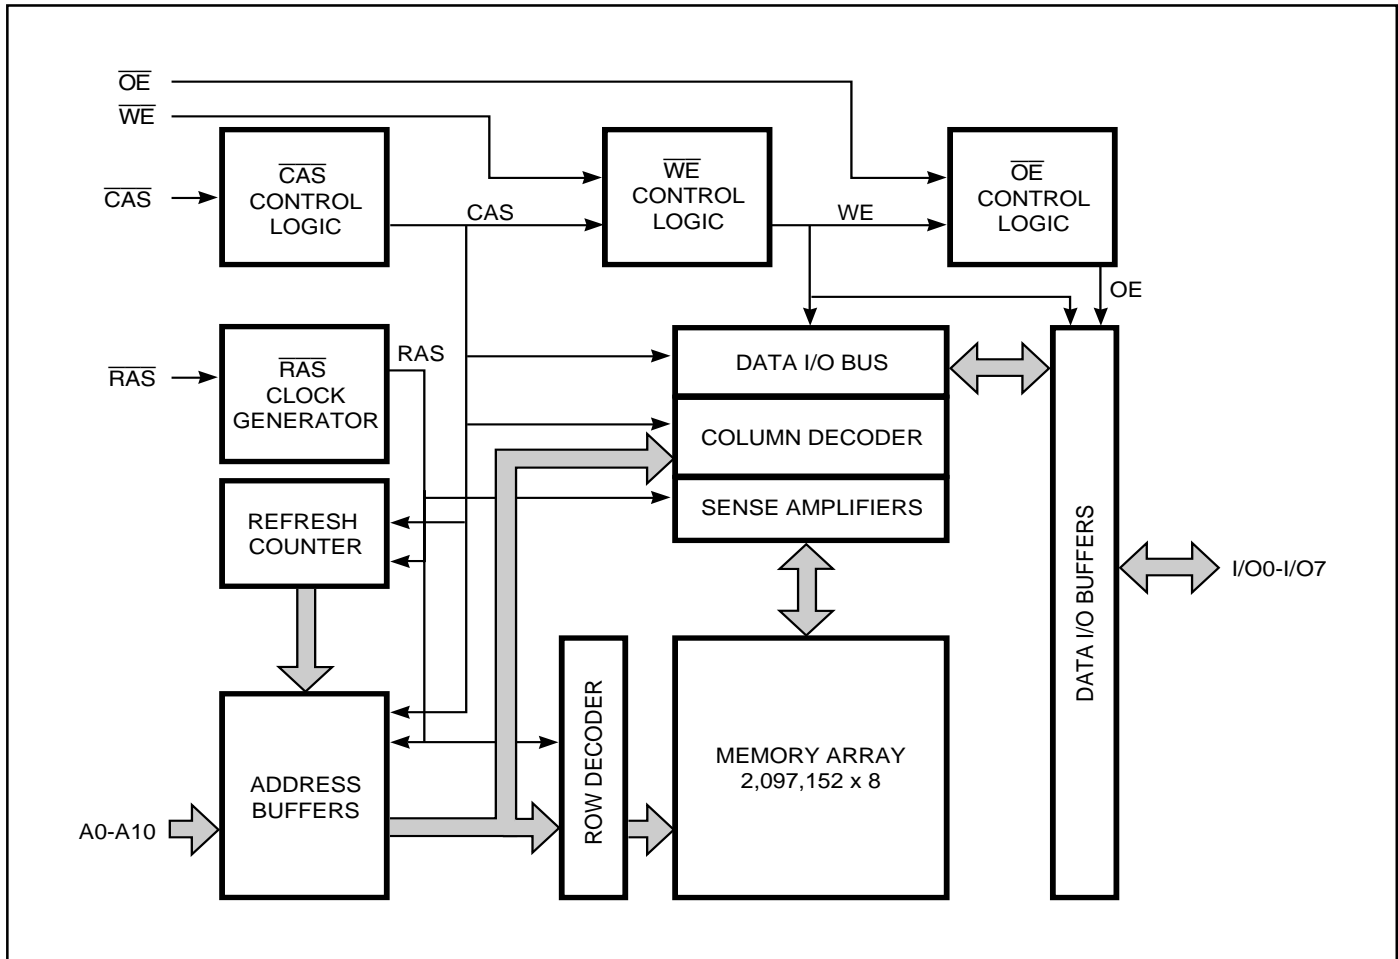 OE
WE
CAS
CAS
CONTROL
LOGIC
CAS
WE
CONTROL
LOGIC
WE
OE
CONTROL
LOGIC
OE
RAS
RAS
CLOCK
GENERATOR
RAS
DATA I/O BUS
COLUMN DECODER
SENSE AMPLIFIERS
REFRESH
COUNTER
DATA I/O BUFFERS
I/O0-I/O7
A0-A10
ADDRESS
BUFFERS
ROW DECODER
MEMORY ARRAY
2,097,152 x 8